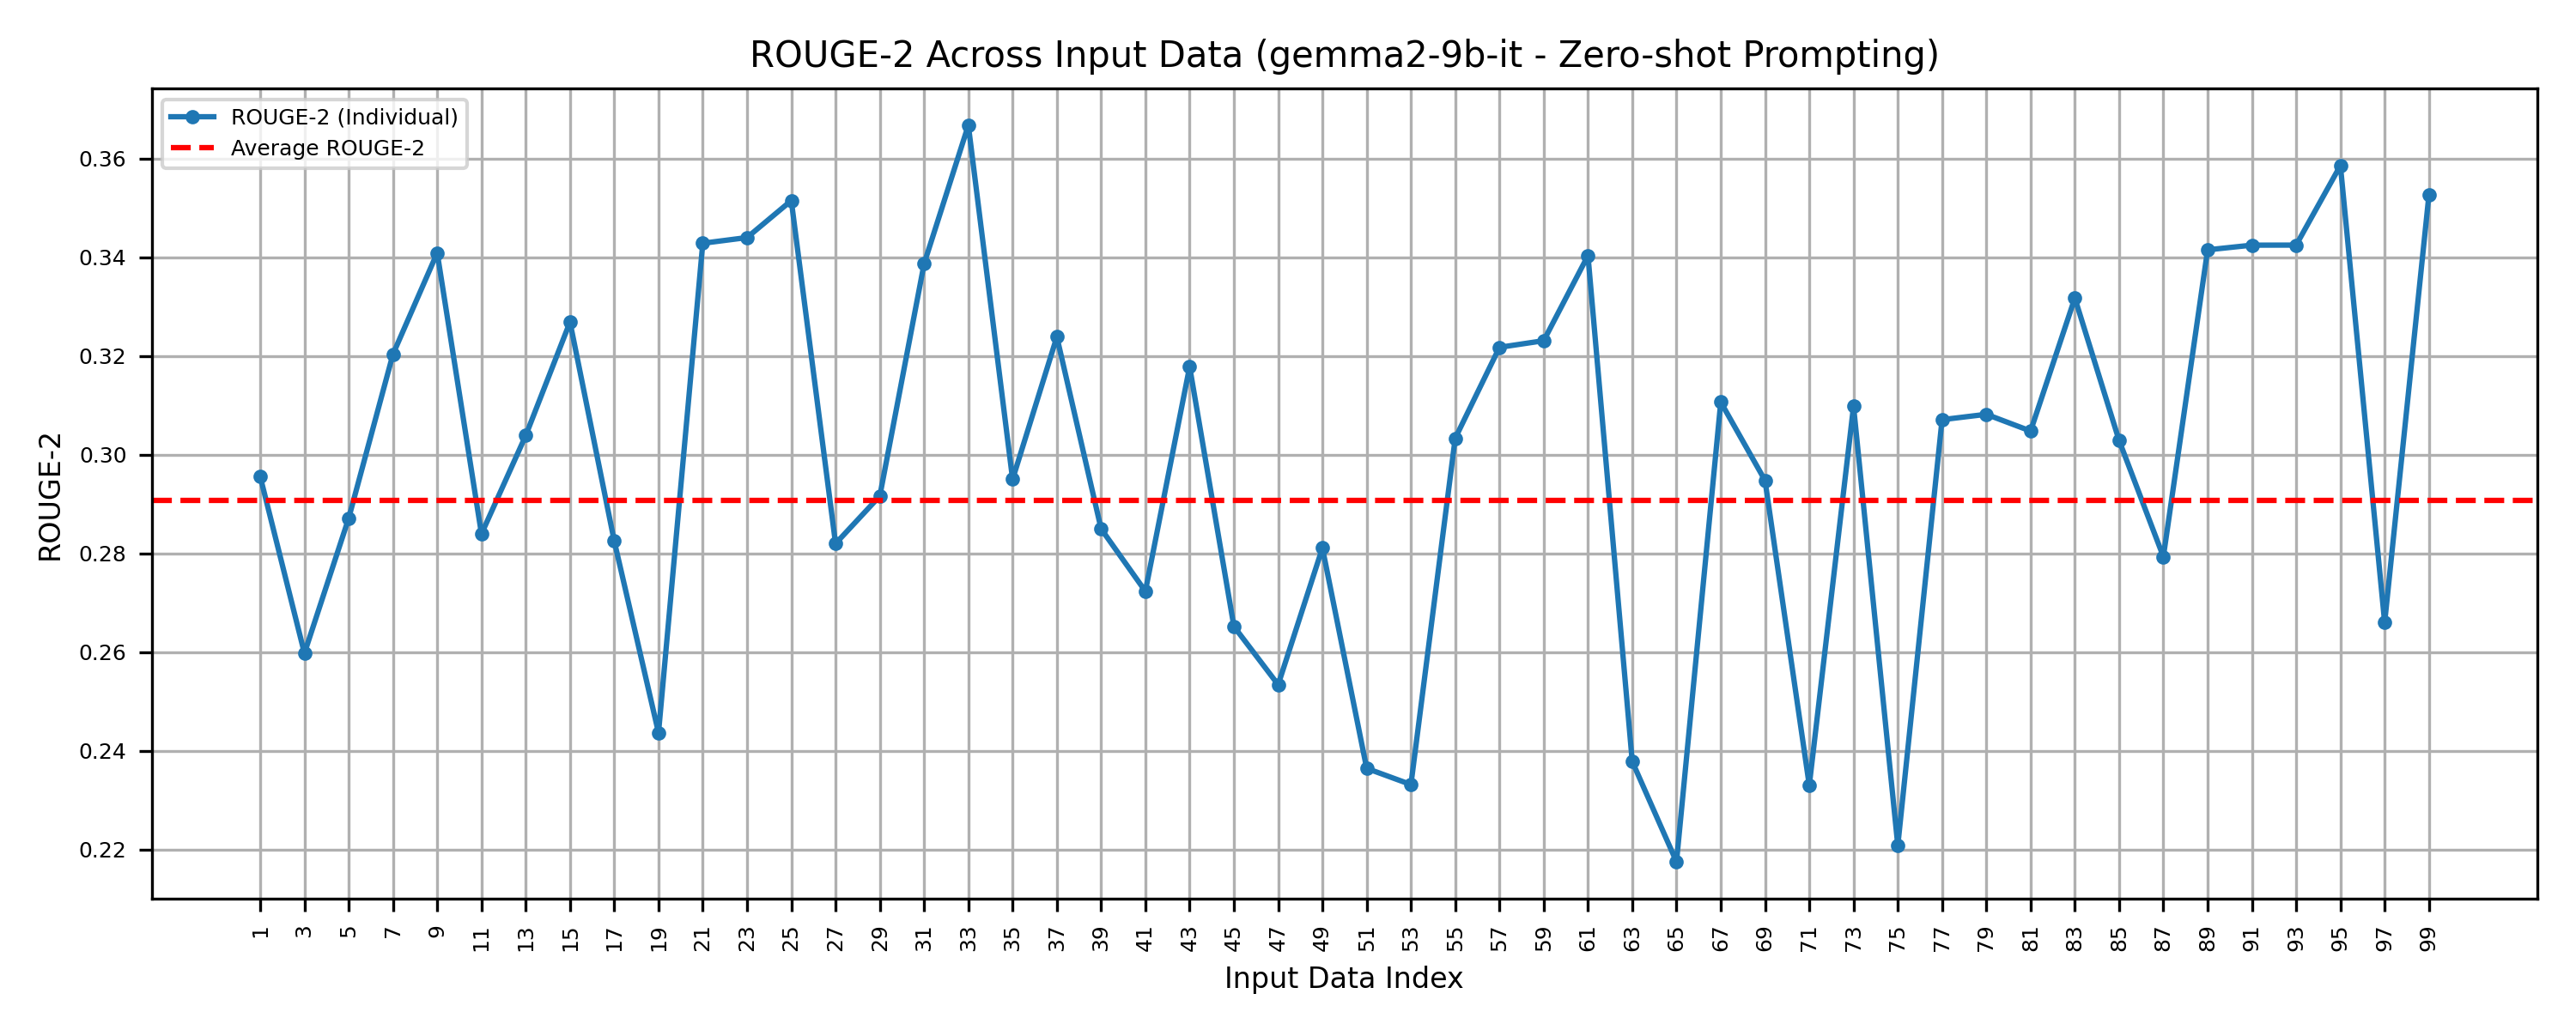 ROUGE-2 Across Input Data (gemma2-9b-it - Zero-shot Prompting)
ROUGE-2 (Individual)
Average ROUGE-2
0.36
0.34
0.32
0.30
0.28
0.26
0.24
0.22
ROUGE-2
1 3 5 7 9 11 13 15 17 19 21 23 25 27 29 31 33 35 37 39 41 43 45 47 49 51 53 55 57 59 61 63 65 67 69 71 73 75 77 79 81 83 85 87 89 91 93 95 97 99
Input Data Index